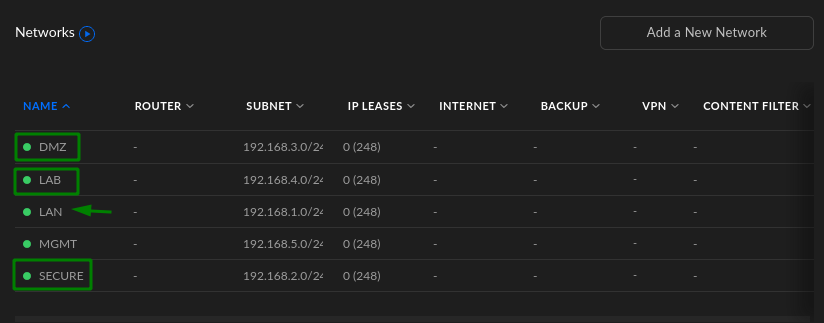 Networks
Add a New Network
NAME ROUTER SUBNET IP LEASES INTERNET BACKUP VPN CONTENT FILTER
DMZ - 192.168.3.0/24 0 (248) - - - -
LAB - 192.168.4.0/24 0 (248) - - - -
LAN - 192.168.1.0/24 0 (248) - - - -
MGMT - 192.168.5.0/24 0 (248) - - - -
SECURE - 192.168.2.0/24 0 (248) - - - -